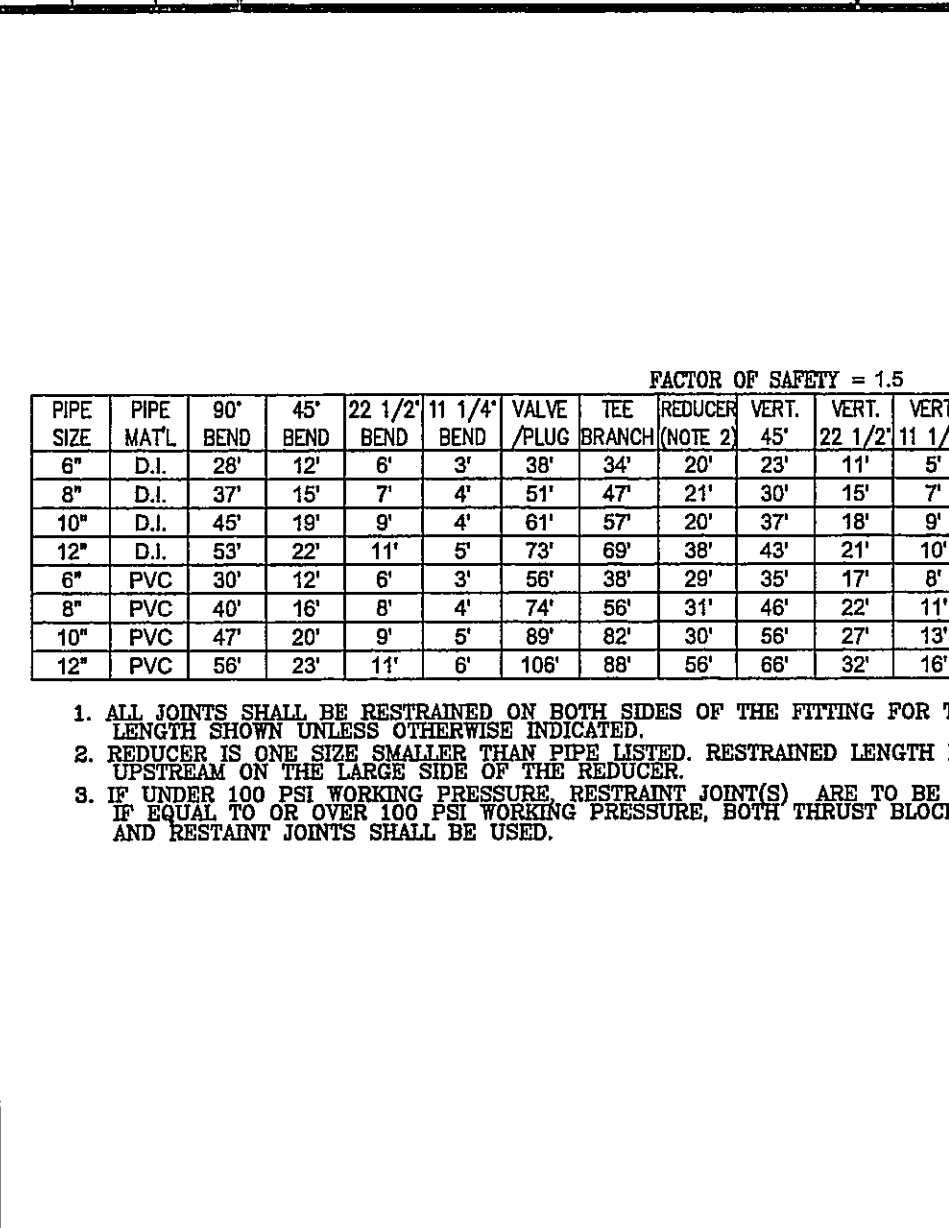 FACTOR OF SAFETY = 1.5
PIPE PIPE 90° 45° 22 1/2° 11 1/4° VALVE TEE REDUCER VERT. VERT. VERT
SIZE MAT'L BEND BEND BEND BEND /PLUG BRANCH (NOTE 2) 45° 22 1/2° 11 1/
6" D.I. 28' 12' 6' 3' 38' 34' 20' 23' 11' 5'
8" D.I. 37' 15' 7' 4' 51' 47' 21' 30' 15' 7'
10" D.I. 45' 19' 9' 4' 61' 57' 20' 37' 18' 9'
12" D.I. 53' 22' 11' 5' 73' 69' 38' 43' 21' 10'
6" PVC 30' 12' 6' 3' 56' 38' 29' 35' 17' 8'
8" PVC 40' 16' 8' 4' 74' 56' 31' 46' 22' 11'
10" PVC 47' 20' 9' 5' 89' 82' 30' 56' 27' 13'
12" PVC 56' 23' 11' 6' 106' 88' 56' 66' 32' 16'
1. ALL JOINTS SHALL BE RESTRAINED ON BOTH SIDES OF THE FITTING FOR
LENGTH SHOWN UNLESS OTHERWISE INDICATED.
2. REDUCER IS ONE SIZE SMALLER THAN PIPE LISTED. RESTRAINED LENGTH
UPSTREAM ON THE LARGE SIDE OF THE REDUCER.
3. IF UNDER 100 PSI WORKING PRESSURE, RESTRAINT JOINT(S) ARE TO BE
IF EQUAL TO OR OVER 100 PSI WORKING PRESSURE, BOTH THRUST BLOC
AND RESTAINT JOINTS SHALL BE USED.